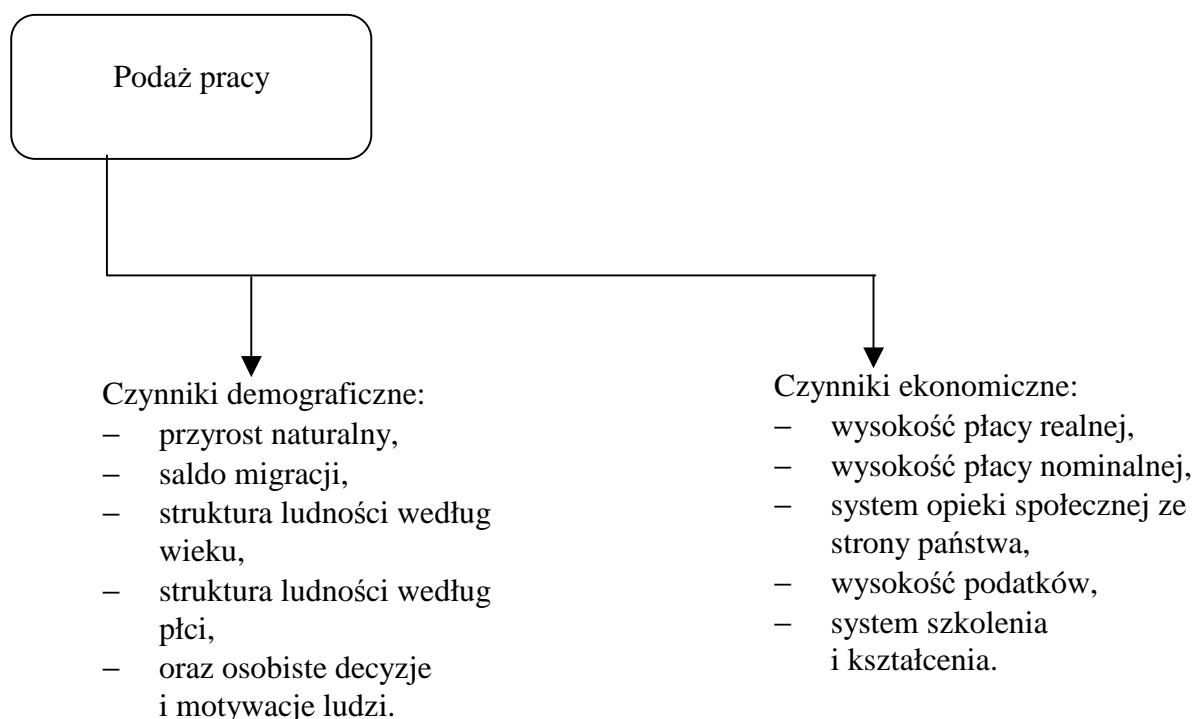 Podaż pracy
Czynniki demograficzne:
– przyrost naturalny,
– saldo migracji,
– struktura ludności według
wieku,
– struktura ludności według
płci,
– oraz osobiste decyzje
i motywacje ludzi.
Czynniki ekonomiczne:
– wysokość płacy realnej,
– wysokość płacy nominalnej,
– system opieki społecznej ze
strony państwa,
– wysokość podatków,
– system szkolenia
i kształcenia.